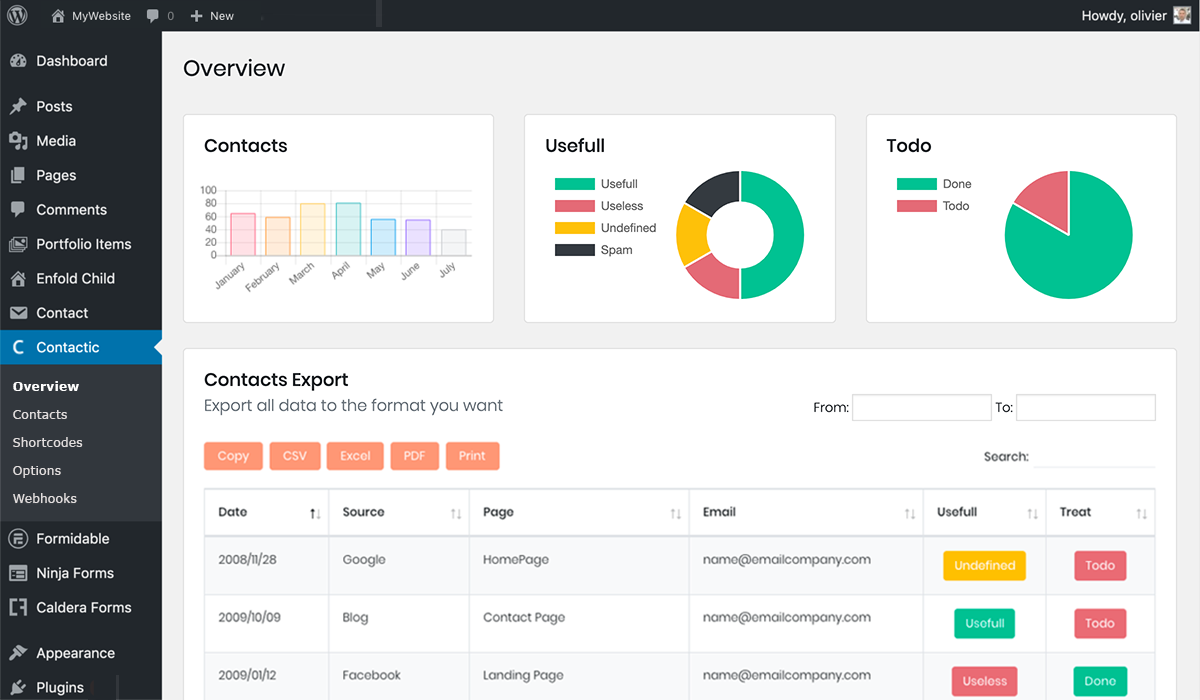 MyWebsite 0 New Howdy, olivier
Dashboard
Posts
Media
Pages
Comments
Portfolio Items
Enfold Child
Contact
Contactic
Overview
Contacts
Shortcodes
Options
Webhooks
Formidable
Ninja Forms
Caldera Forms
Appearance
Plugins
Overview
Contacts
100
80
60
40
20
0
January February March April May June July
Usefull
Usefull
Useless
Undefined
Spam
Todo
Done
Todo
Contacts Export
Export all data to the format you want
From: To:
Copy CSV Excel PDF Print
Search:
Date Source Page Email Usefull Treat
2008/11/28 Google HomePage name@emailcompany.com Undefined Todo
2009/10/09 Blog Contact Page name@emailcompany.com Usefull Todo
2009/01/12 Facebook Landing Page name@emailcompany.com Useless Done